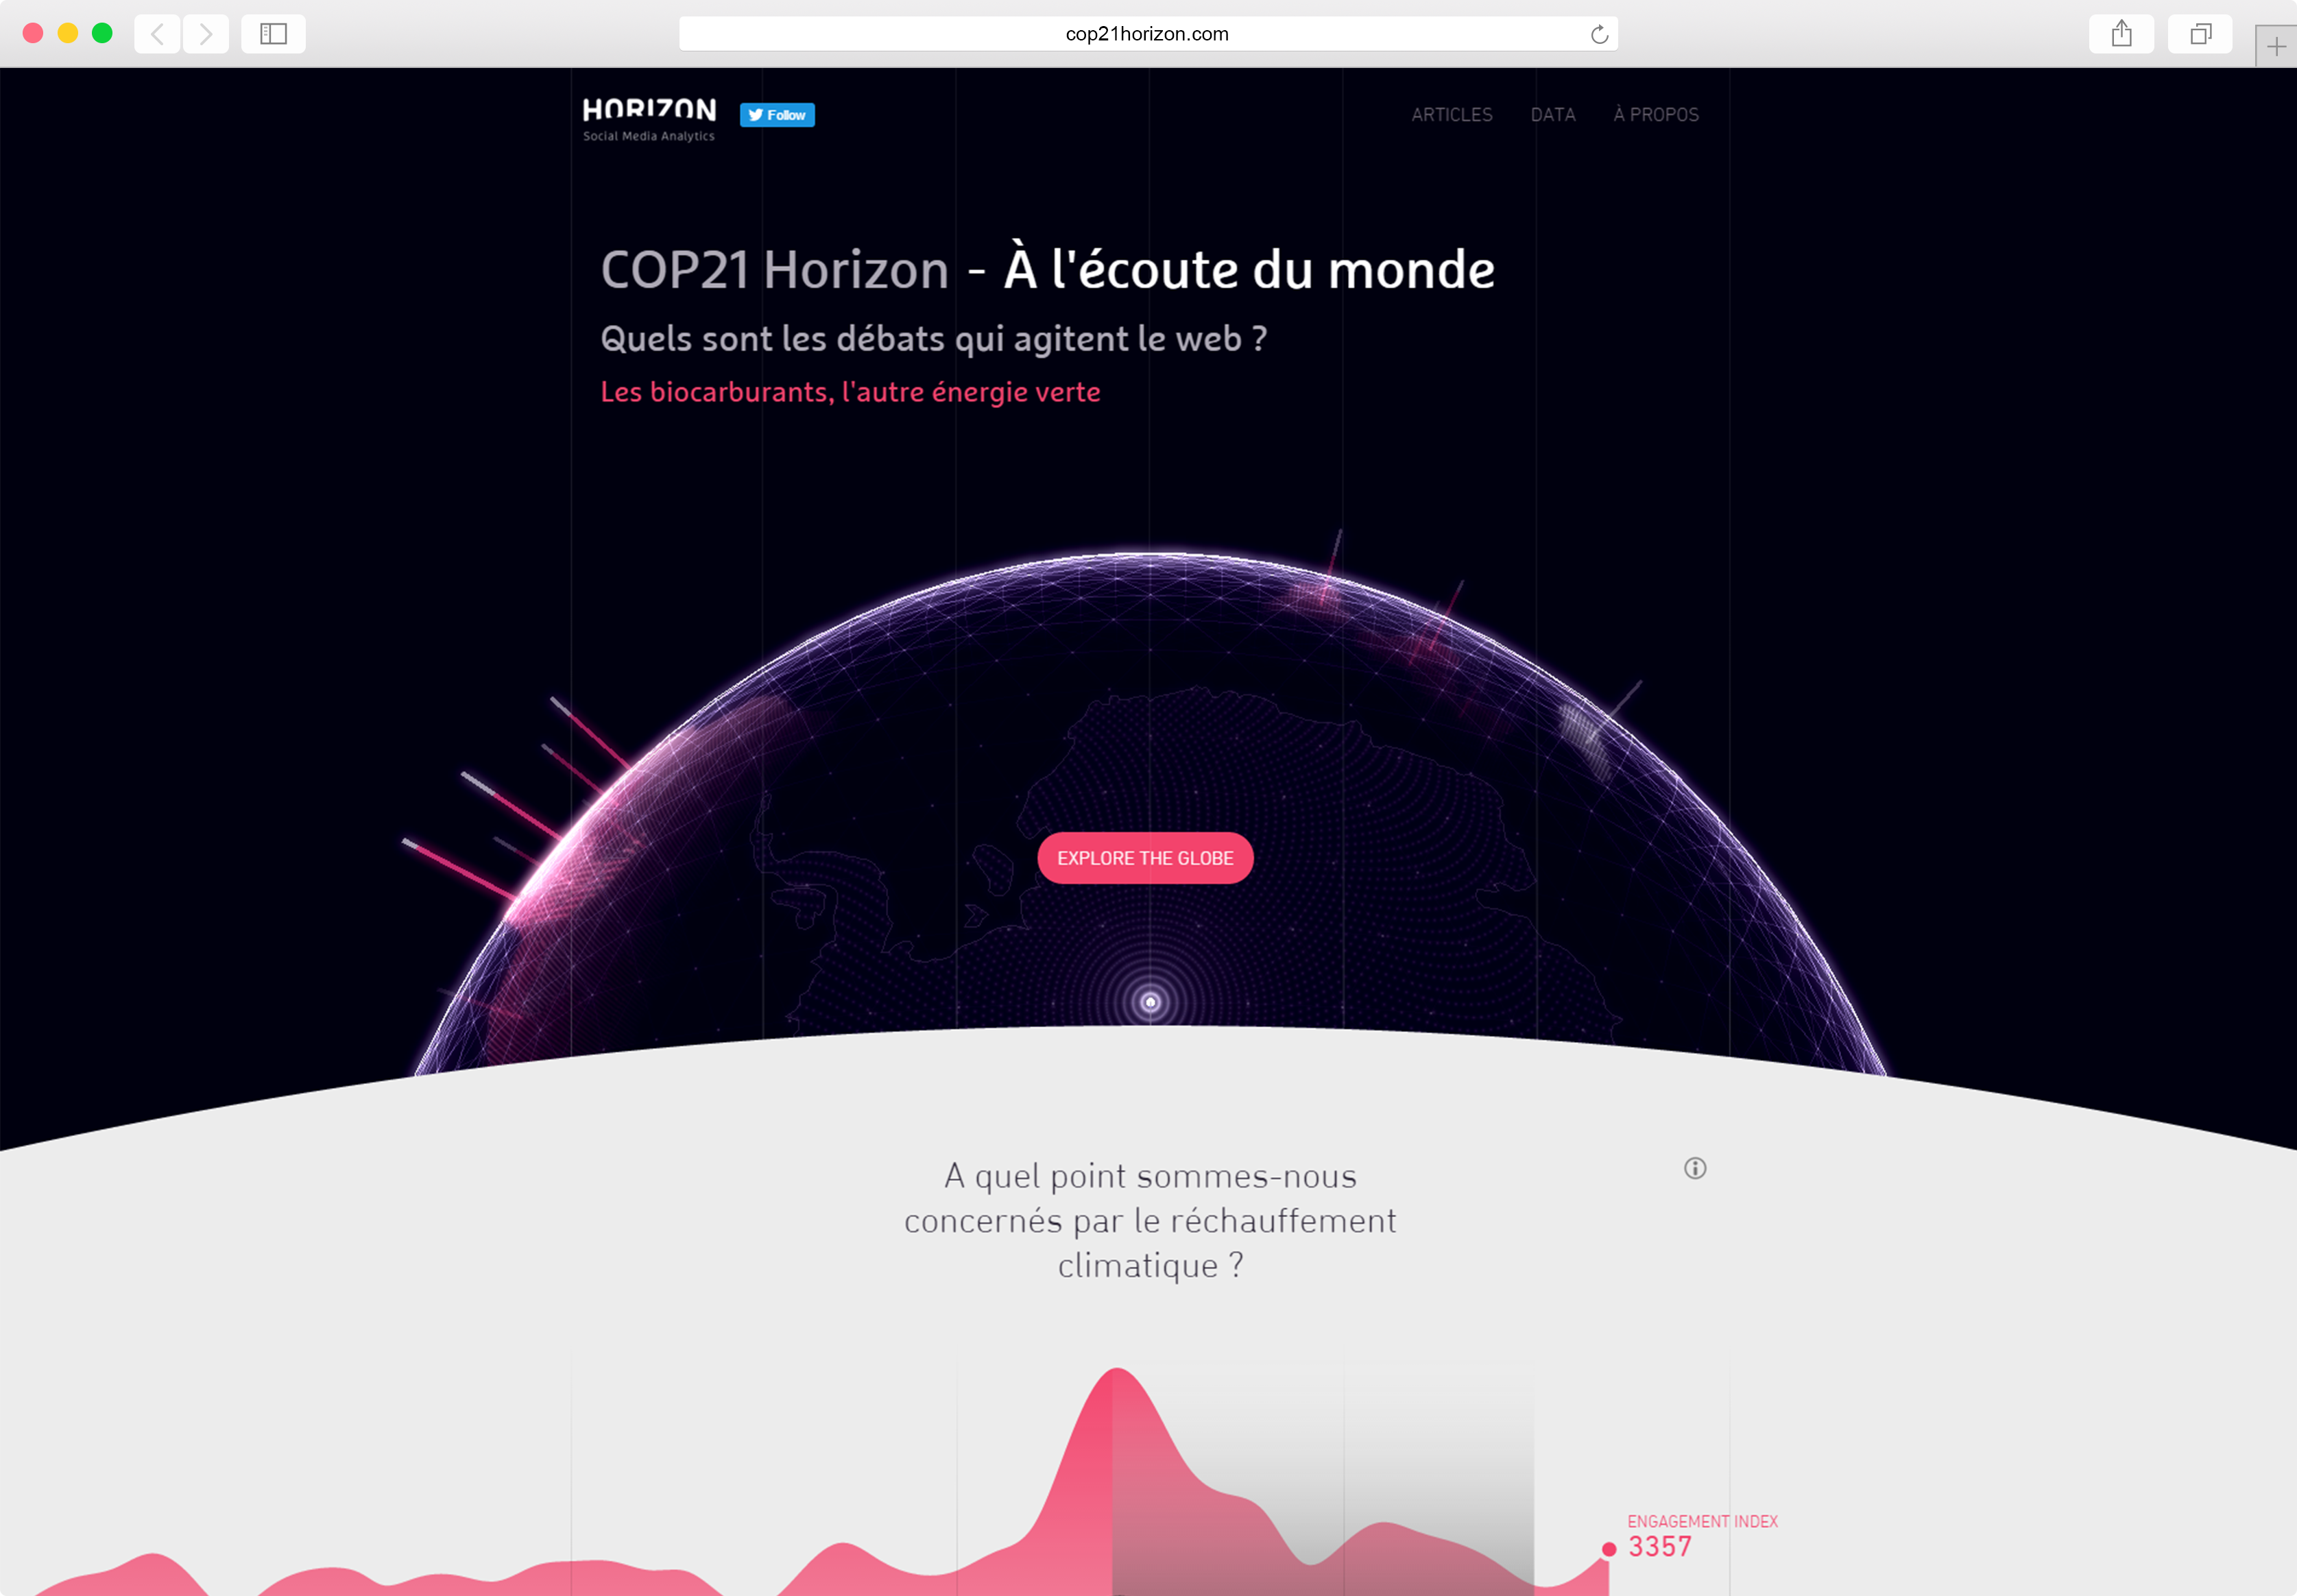 cop21horizon.com
HORIZON
Social Media Analytics
Follow
ARTICLES DATA À PROPOS
COP21 Horizon - À l'écoute du monde
Quels sont les débats qui agitent le web ?
Les biocarburants, l'autre énergie verte
EXPLORE THE GLOBE
A quel point sommes-nous
concernés par le réchauffement
climatique ?
ENGAGEMENT INDEX
3357